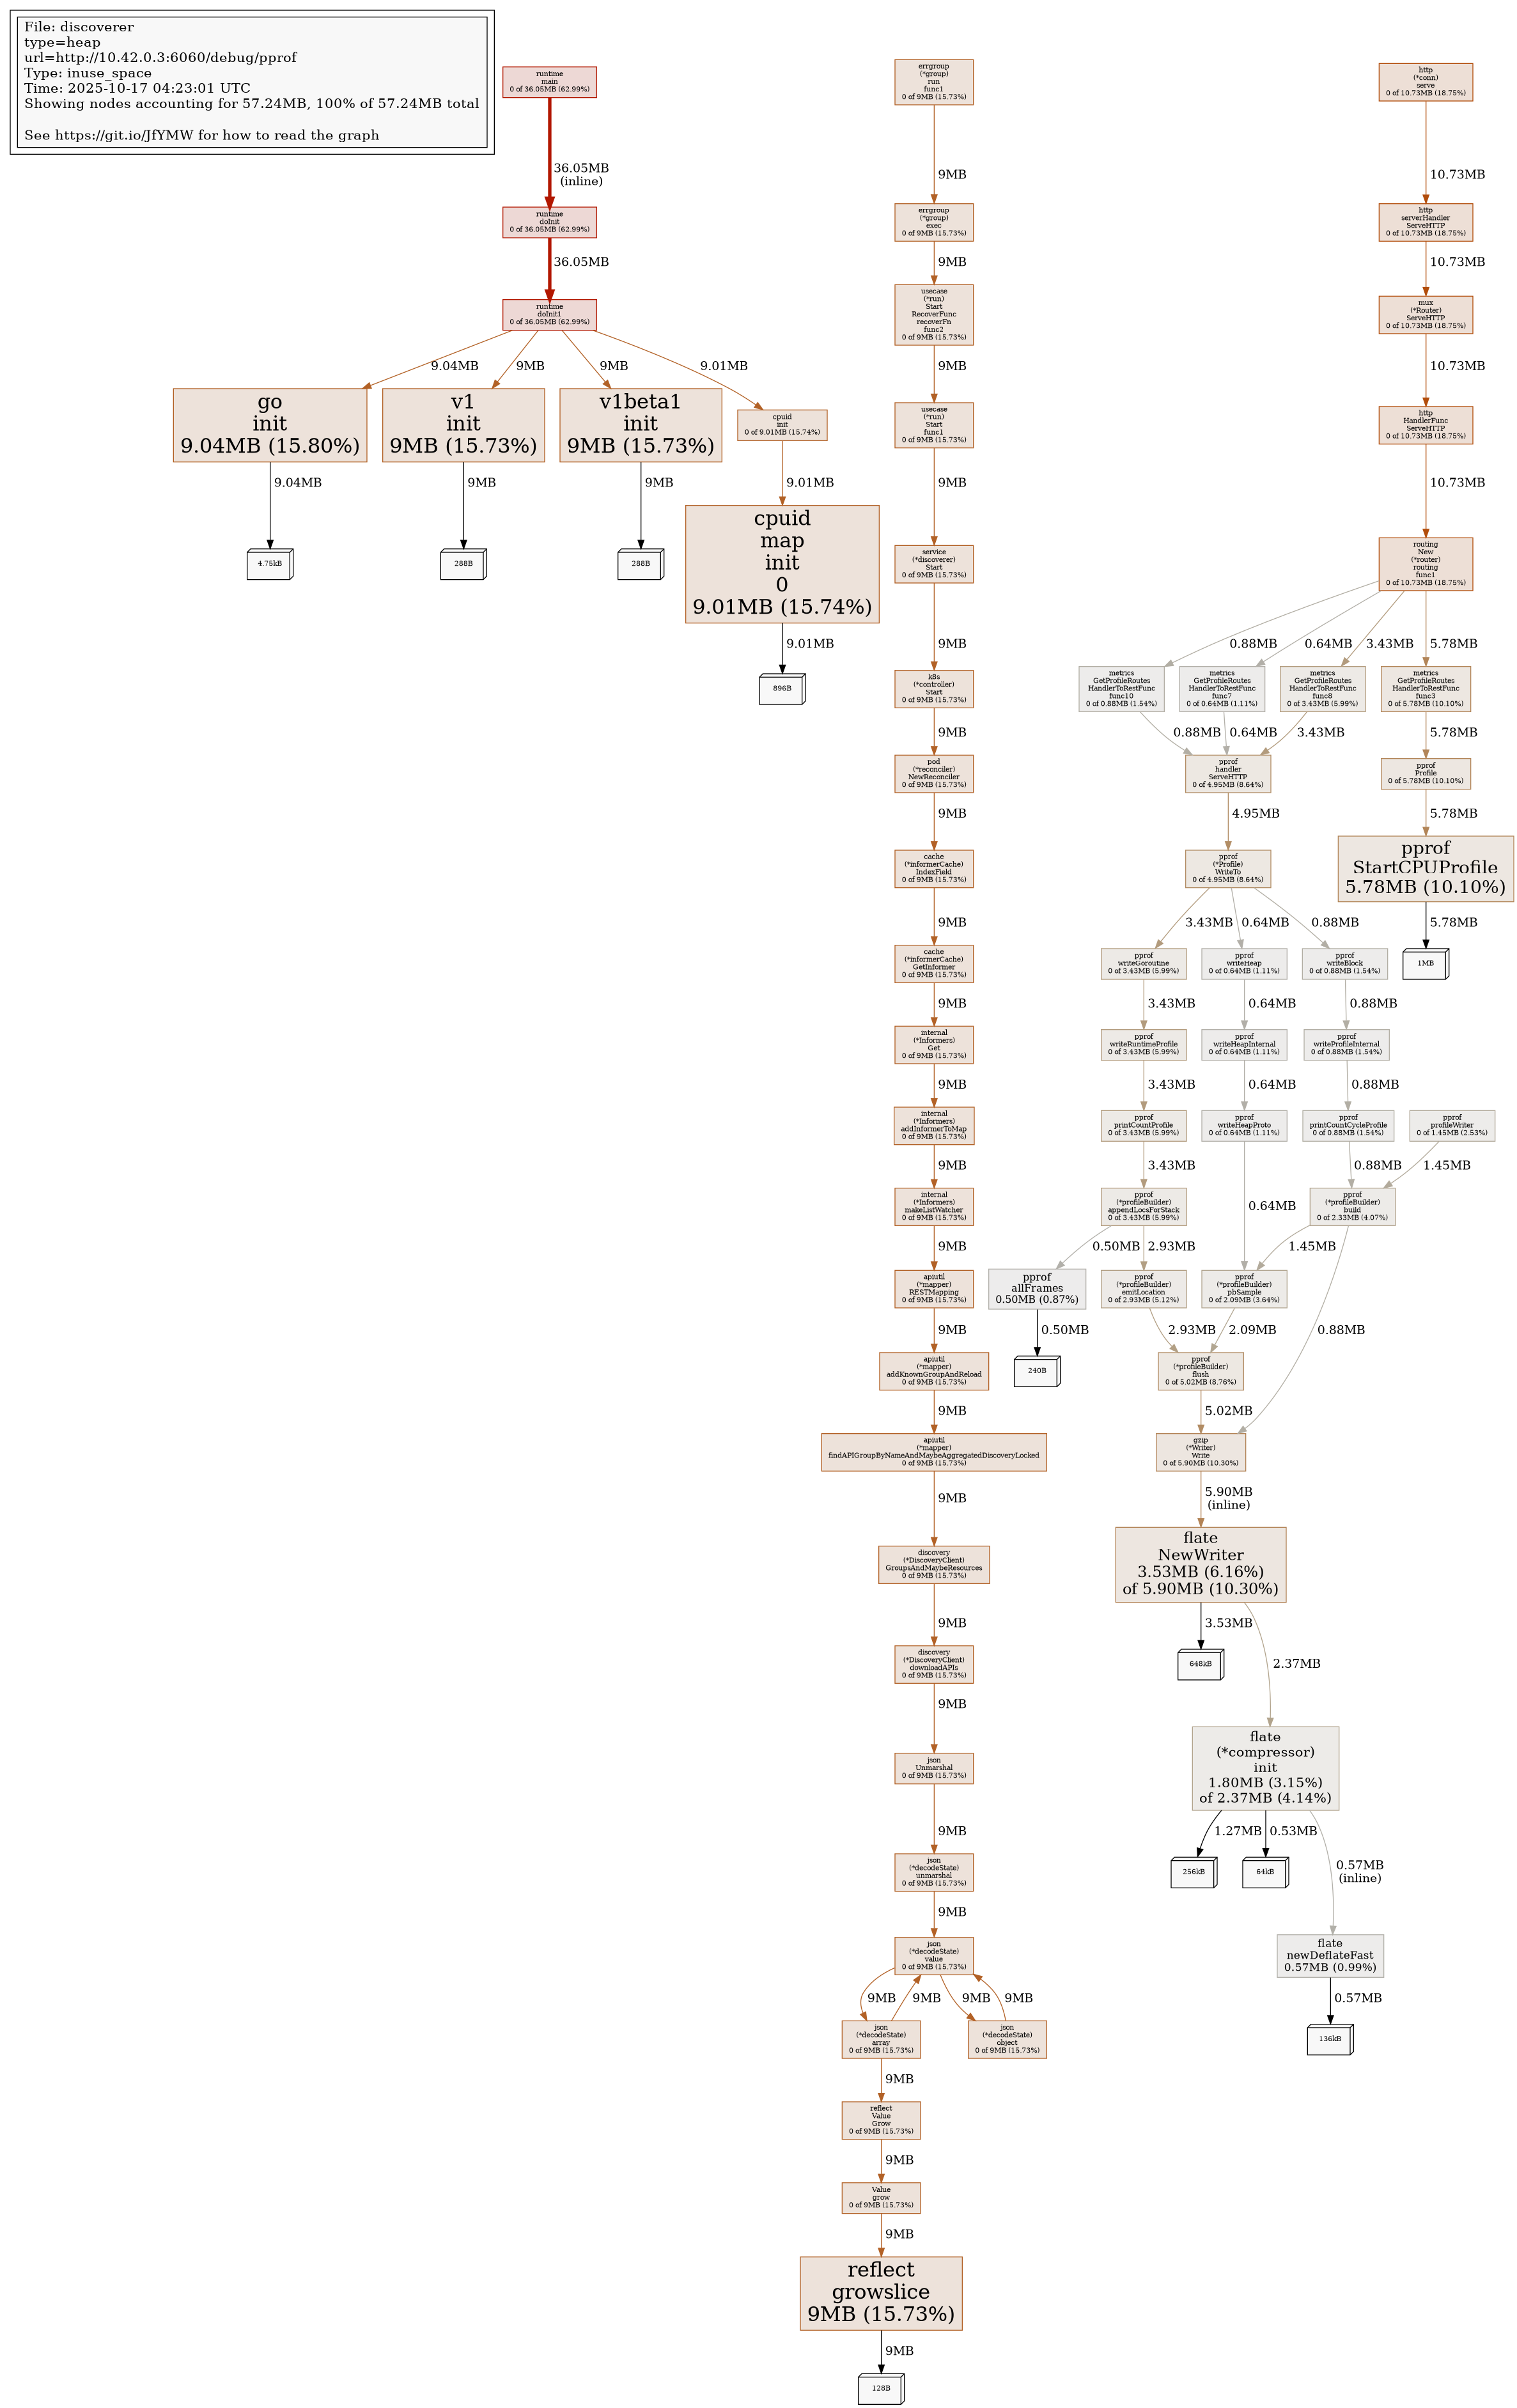 File: discoverer
type=heap
url=http://10.42.0.3:6060/debug/pprof
Type: inuse_space
Time: 2025-10-17 04:23:01 UTC
Showing nodes accounting for 57.24MB, 100% of 57.24MB total
See https://git.io/JfYMW for how to read the graph
runtime
main
0 of 36.05MB (62.99%)
36.05MB
(inline)
runtime
doInit
0 of 36.05MB (62.99%)
36.05MB
runtime
doInit1
0 of 36.05MB (62.99%)
9.04MB
9MB
9MB
9.01MB
go
init
9.04MB (15.80%)
v1
init
9MB (15.73%)
v1beta1
init
9MB (15.73%)
cpuid
init
0 of 9.01MB (15.74%)
9.04MB
9MB
9MB
9.01MB
4.75kB
288B
288B
cpuid
map
init
0
9.01MB (15.74%)
9.01MB
896B
errgroup
(*group)
run
func1
0 of 9MB (15.73%)
9MB
errgroup
(*group)
exec
0 of 9MB (15.73%)
9MB
usecase
(*run)
Start
RecoverFunc
recoverFn
func2
0 of 9MB (15.73%)
9MB
usecase
(*run)
Start
func1
0 of 9MB (15.73%)
9MB
service
(*discoverer)
Start
0 of 9MB (15.73%)
9MB
k8s
(*controller)
Start
0 of 9MB (15.73%)
9MB
pod
(*reconciler)
NewReconciler
0 of 9MB (15.73%)
9MB
cache
(*informerCache)
IndexField
0 of 9MB (15.73%)
9MB
cache
(*informerCache)
GetInformer
0 of 9MB (15.73%)
9MB
internal
(*Informers)
Get
0 of 9MB (15.73%)
9MB
internal
(*Informers)
addInformerToMap
0 of 9MB (15.73%)
9MB
internal
(*Informers)
makeListWatcher
0 of 9MB (15.73%)
9MB
apiutil
(*mapper)
RESTMapping
0 of 9MB (15.73%)
9MB
apiutil
(*mapper)
addKnownGroupAndReload
0 of 9MB (15.73%)
9MB
apiutil
(*mapper)
findAPIGroupByNameAndMaybeAggregatedDiscoveryLocked
0 of 9MB (15.73%)
9MB
discovery
(*DiscoveryClient)
GroupsAndMaybeResources
0 of 9MB (15.73%)
9MB
discovery
(*DiscoveryClient)
downloadAPIs
0 of 9MB (15.73%)
9MB
json
Unmarshal
0 of 9MB (15.73%)
9MB
json
(*decodeState)
unmarshal
0 of 9MB (15.73%)
9MB
json
(*decodeState)
value
0 of 9MB (15.73%)
9MB
9MB
9MB
9MB
json
(*decodeState)
array
0 of 9MB (15.73%)
json
(*decodeState)
object
0 of 9MB (15.73%)
9MB
reflect
Value
Grow
0 of 9MB (15.73%)
9MB
Value
grow
0 of 9MB (15.73%)
9MB
reflect
growslice
9MB (15.73%)
9MB
128B
http
(*conn)
serve
0 of 10.73MB (18.75%)
10.73MB
http
serverHandler
ServeHTTP
0 of 10.73MB (18.75%)
10.73MB
mux
(*Router)
ServeHTTP
0 of 10.73MB (18.75%)
10.73MB
http
HandlerFunc
ServeHTTP
0 of 10.73MB (18.75%)
10.73MB
routing
New
(*router)
routing
func1
0 of 10.73MB (18.75%)
0.88MB
0.64MB
3.43MB
5.78MB
metrics
GetProfileRoutes
HandlerToRestFunc
func10
0 of 0.88MB (1.54%)
metrics
GetProfileRoutes
HandlerToRestFunc
func7
0 of 0.64MB (1.11%)
metrics
GetProfileRoutes
HandlerToRestFunc
func8
0 of 3.43MB (5.99%)
metrics
GetProfileRoutes
HandlerToRestFunc
func3
0 of 5.78MB (10.10%)
0.88MB
0.64MB
3.43MB
5.78MB
pprof
handler
ServeHTTP
0 of 4.95MB (8.64%)
pprof
Profile
0 of 5.78MB (10.10%)
4.95MB
5.78MB
pprof
(*Profile)
WriteTo
0 of 4.95MB (8.64%)
pprof
StartCPUProfile
5.78MB (10.10%)
3.43MB
0.64MB
0.88MB
5.78MB
pprof
writeGoroutine
0 of 3.43MB (5.99%)
pprof
writeHeap
0 of 0.64MB (1.11%)
pprof
writeBlock
0 of 0.88MB (1.54%)
1MB
3.43MB
0.64MB
0.88MB
pprof
writeRuntimeProfile
0 of 3.43MB (5.99%)
pprof
writeHeapInternal
0 of 0.64MB (1.11%)
pprof
writeProfileInternal
0 of 0.88MB (1.54%)
3.43MB
0.64MB
0.88MB
pprof
printCountProfile
0 of 3.43MB (5.99%)
pprof
writeHeapProto
0 of 0.64MB (1.11%)
pprof
printCountCycleProfile
0 of 0.88MB (1.54%)
pprof
profileWriter
0 of 1.45MB (2.53%)
3.43MB
0.88MB
1.45MB
pprof
(*profileBuilder)
appendLocsForStack
0 of 3.43MB (5.99%)
0.64MB
pprof
(*profileBuilder)
build
0 of 2.33MB (4.07%)
0.50MB
2.93MB
1.45MB
pprof
allFrames
0.50MB (0.87%)
pprof
(*profileBuilder)
emitLocation
0 of 2.93MB (5.12%)
pprof
(*profileBuilder)
pbSample
0 of 2.09MB (3.64%)
0.50MB
2.93MB
2.09MB
0.88MB
240B
pprof
(*profileBuilder)
flush
0 of 5.02MB (8.76%)
5.02MB
gzip
(*Writer)
Write
0 of 5.90MB (10.30%)
5.90MB
(inline)
flate
NewWriter
3.53MB (6.16%)
of 5.90MB (10.30%)
3.53MB
2.37MB
648kB
flate
(*compressor)
init
1.80MB (3.15%)
of 2.37MB (4.14%)
1.27MB
0.53MB
0.57MB
(inline)
256kB
64kB
flate
newDeflateFast
0.57MB (0.99%)
0.57MB
136kB